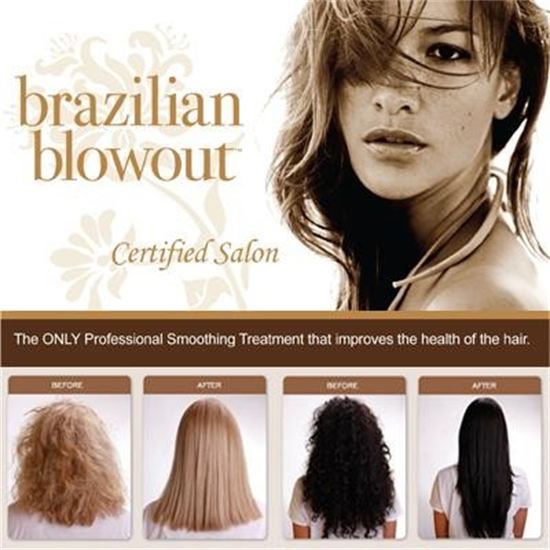 brazilian
blowout™
Certified Salon
The ONLY Professional Smoothing Treatment that improves the health of the hair.
BEFORE AFTER BEFORE AFTER